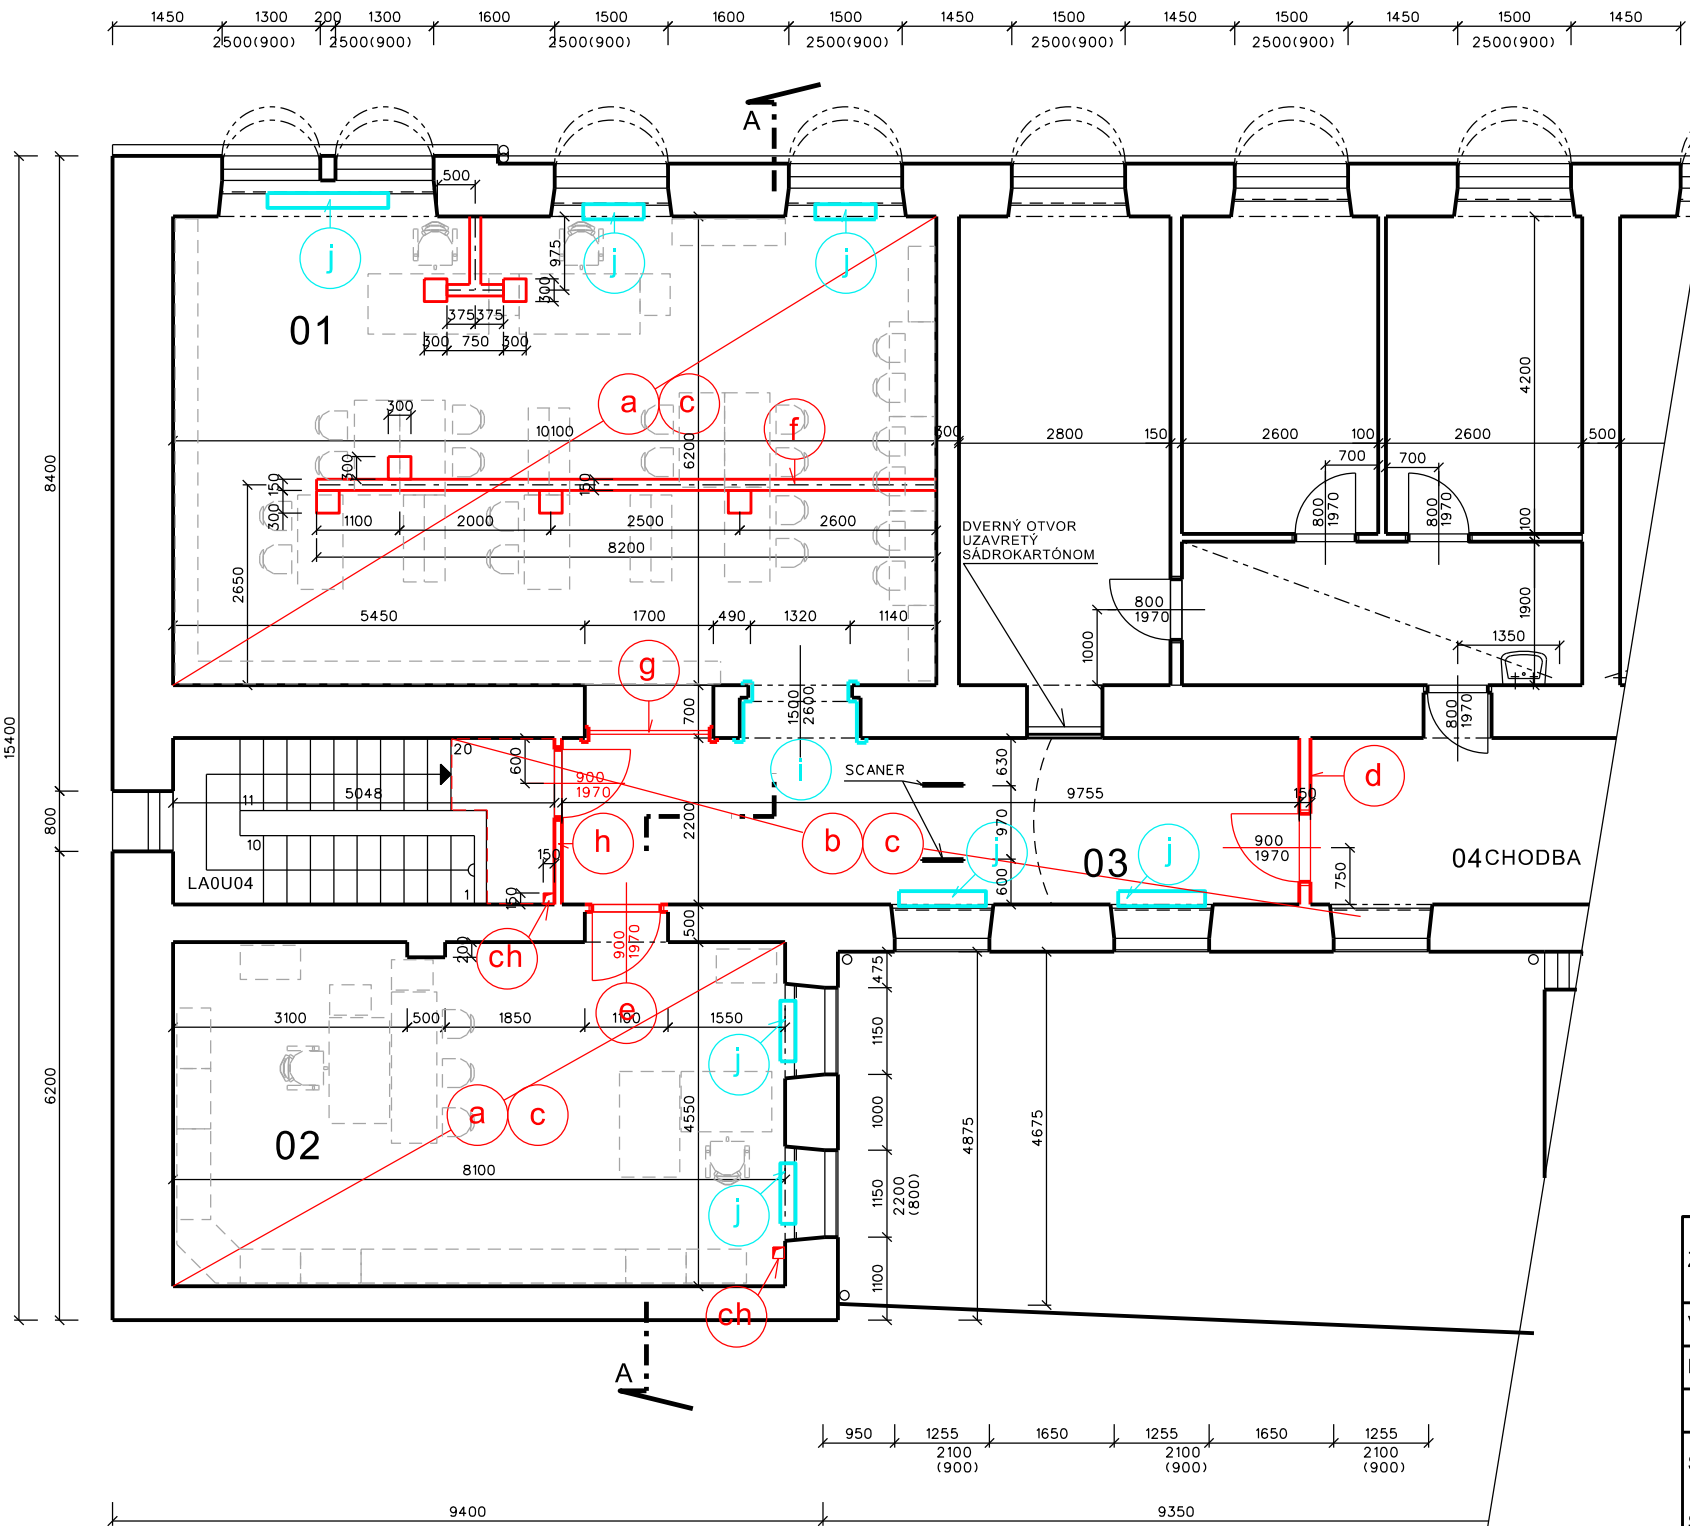 1450 1300 200 1300 1600 1500 1600 1500 1450 1500 1450 1500 1450 1500 1450
2500(900) 2500(900) 2500(900) 2500(900) 2500(900) 2500(900) 2500(900)
A
500
j j j
975
300
375 375
300 750 300
01
4200
a c
300
f
10100 300 2800 150 2600 100 2600 500
6200
700 700
8400
300
150 150
300
800
1970
800
1970
100
1100 2000 2500 2600
DVERNÝ OTVOR
UZAVRETÝ
SÁDROKARTÓNOM
8200
2650
800
1970
1900
5450 1700 490 1320 1140
1000
1350
g
700
1500
2600
800
1970
15400
20
600
900
1970
i
SCANER
630
d
11
5048
9755
150
800
2200
970
10
b c
h
j
03
j
900
1970
04 CHODBA
150
750
LA0U04
1
150
600
500
200
ch
900
1970
475
3100 500 1850 1100 1550
e
1150
j
6200
a c
4550
1000
4875
4675
02
8100
1150
2200
(800)
j
1100
ch
A
950 1255 1650 1255 1650 1255
2100 2100 2100
(900) (900) (900)
9400 9350